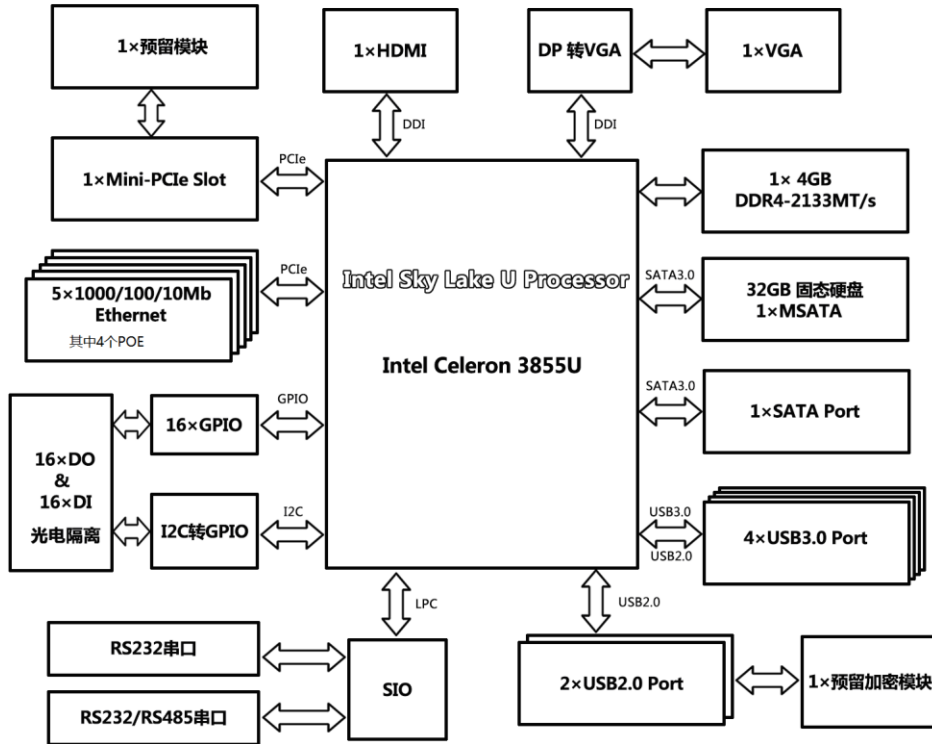 1×预留模块
1×HDMI
DP 转VGA
1×VGA
DDI
DDI
1×Mini-PCIe Slot
PCIe
1× 4GB
DDR4-2133MT/s
5×1000/100/10Mb
Ethernet
其中4个POE
PCIe
Intel Sky Lake U Processor
Intel Celeron 3855U
SATA3.0
32GB 固态硬盘
1×MSATA
SATA3.0
1×SATA Port
16×DO
&
16×DI
光电隔离
16×GPIO
GPIO
I2C转GPIO
I2C
USB3.0
USB2.0
4×USB3.0 Port
LPC
USB2.0
RS232串口
RS232/RS485串口
SIO
2×USB2.0 Port
1×预留加密模块